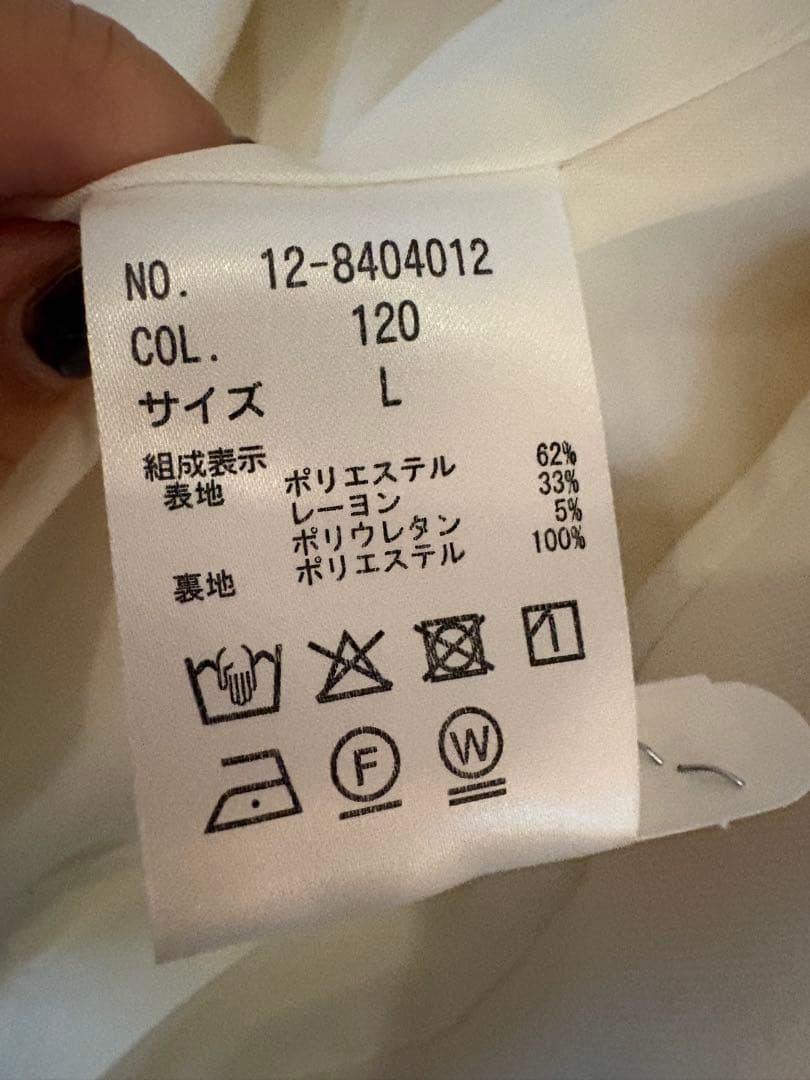 NO. 12-8404012
COL. 120
サイズ L
組成表示
表地 ポリエステル 62%
レーヨン 33%
ポリウレタン 5%
裏地 ポリエステル 100%
F W